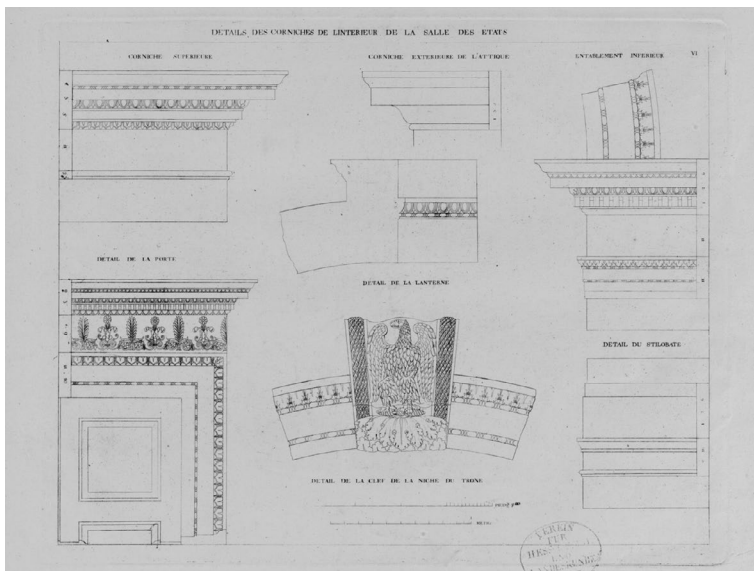 DETAILS DES CORNICHES DE L'INTERIEUR DE LA SALLE DES ETATS
CORNICHE SUPERIEURE
CORNICHE EXTERIEURE DE L'ATTIQUE
ENTABLEMENT INFERIEUR
VI
DETAIL DE LA PORTE
DETAIL DE LA LANTERNE
DETAIL DU STILOBATE
DETAIL DE LA CLEF DE LA NICHE DU TRONE
VEREIN
FÜR